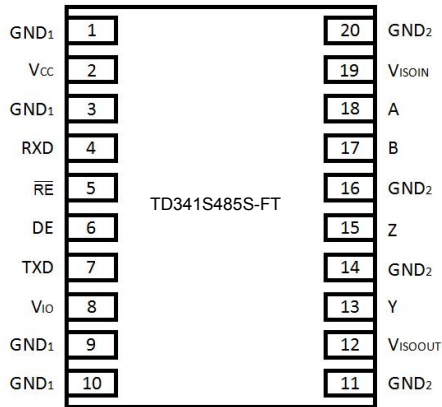 GND1 1 20 GND2
VCC 2 19 VISOIN
GND1 3 18 A
RXD 4 17 B
RE 5 16 GND2
TD341S485S-FT
DE 6 15 Z
TXD 7 14 GND2
VIO 8 13 Y
GND1 9 12 VISOOUT
GND1 10 11 GND2